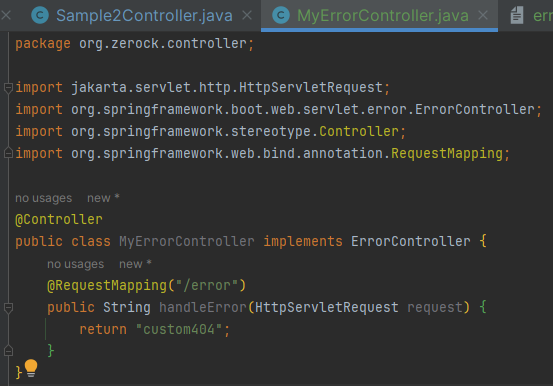 Sample2Controller.java MyErrorController.java
package org.zerock.controller;
import jakarta.servlet.http.HttpServletRequest;
import org.springframework.boot.web.servlet.error.ErrorController;
import org.springframework.stereotype.Controller;
import org.springframework.web.bind.annotation.RequestMapping;
no usages new *
@Controller
public class MyErrorController implements ErrorController {
no usages new *
@RequestMapping("/error")
public String handleError(HttpServletRequest request) {
return "custom404";
}
}